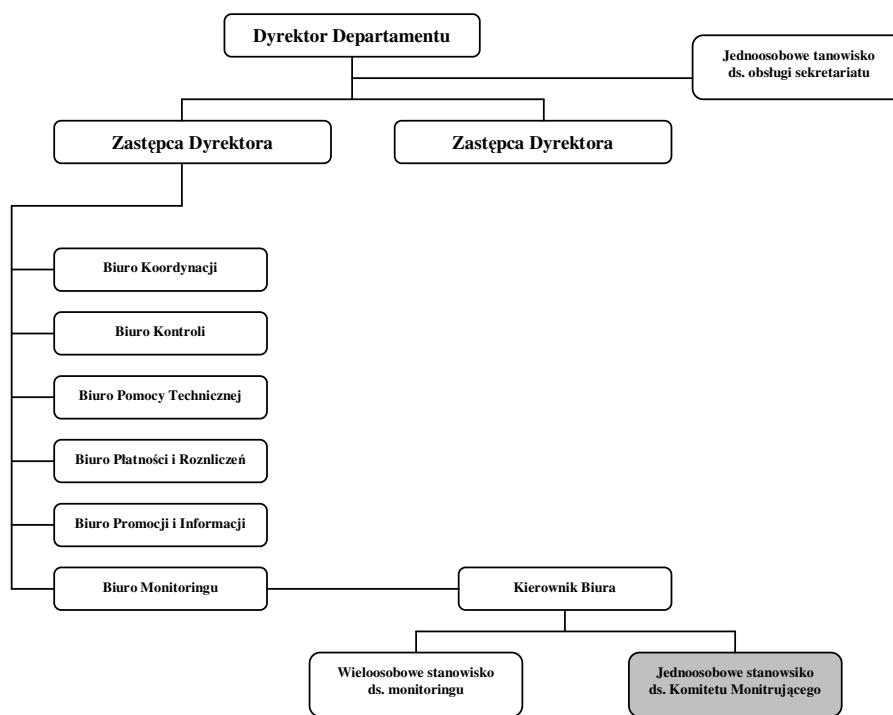 Dyrektor Departamentu
Jednoosobowe tanowisko
ds. obsługi sekretariatu
Zastępca Dyrektora
Zastępca Dyrektora
Biuro Koordynacji
Biuro Kontroli
Biuro Pomocy Technicznej
Biuro Płatności i Roznliczeń
Biuro Promocji i Informacji
Biuro Monitoringu
Kierownik Biura
Wieloosobowe stanowisko
ds. monitoringu
Jednoosobowe stanowsiko
ds. Komitetu Monitrującego